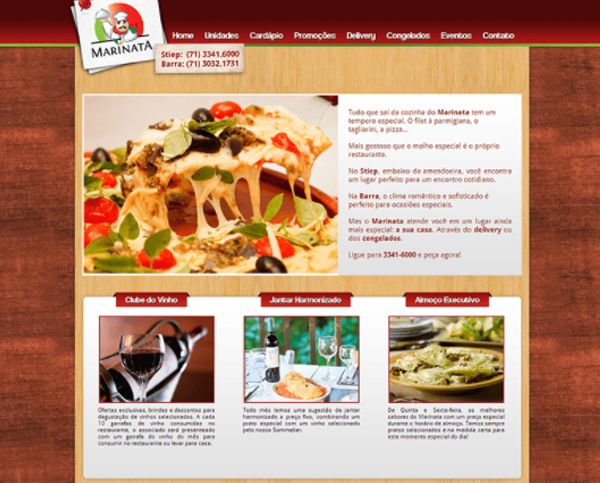 MARINATA
Home Unidades Cardápio Promoções Delivery Congelados Eventos Contato
Stiep: (71) 3341.6000
Barra: (71) 3032.1731
Tudo que sai da cozinha do Marinata tem um
tempero especial. O filet à parmigiana, o
tagliarini, a pizza...
Mais gostoso que o molho especial é o próprio
restaurante.
No Stiep, embaixo da amendoeira, você encontra
um lugar perfeito para um encontro cotidiano.
Na Barra, o clima romântico e sofisticado é
perfeito para ocasiões especiais.
Mas o Marinata atende você em um lugar ainda
mais especial: a sua casa. Através do delivery ou
dos congelados.
Ligue para 3341-6000 e peça agora!
Clube do Vinho
Ofertas exclusivas, brindes e descontos para
degustação de vinhos selecionados. A cada
10 garrafas de vinho consumidos no
restaurante, o associado será presenteado
com um garrafa do vinho do mês para
consumir no restaurante ou levar para casa.
Jantar Harmonizado
Todo mês temos uma sugestão de jantar
harmonizado a preço fixo, combinando um
prato especial com um vinho selecionado
pelo nosso Sommelier.
Almoço Executivo
De Quinta e Sexta-feira, os melhores
sabores do Marinata com um preço especial
durante o horário de almoço. Temos sempre
pratos selecionados e na medida certa para
este momento especial do dia!